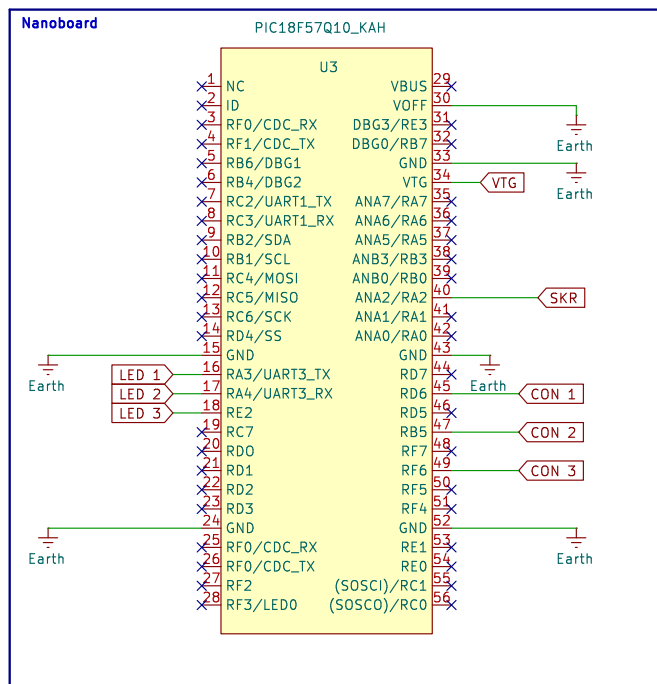 Nanoboard
PIC18F57Q10_KAH
U3
1 NC
2 ID
3 RF0/CDC_RX
4 RF1/CDC_TX
5 RB6/DBG1
6 RB4/DBG2
7 RC2/UART1_TX
8 RC3/UART1_RX
9 RB2/SDA
10 RB1/SCL
11 RC4/MOSI
12 RC5/MISO
13 RC6/SCK
14 RD4/SS
15 GND
Earth
LED 1 16 RA3/UART3_TX
LED 2 17 RA4/UART3_RX
LED 3 18 RE2
19 RC7
20 RD0
21 RD1
22 RD2
23 RD3
24 GND
Earth
25 RF0/CDC_RX
26 RF0/CDC_TX
27 RF2
28 RF3/LED0
VBUS 29
VOFF 30
Earth
DBG3/RE3 31
DBG0/RB7 32
GND 33
Earth
VTG 34 VTG
ANA7/RA7 35
ANA6/RA6 36
ANA5/RA5 37
ANB3/RB3 38
ANB0/RB0 39
ANA2/RA2 40 SKR
ANA1/RA1 41
ANA0/RA0 42
GND 43
Earth
RD7 44
RD6 45 CON 1
RD5 46
RB5 47 CON 2
RF7 48
RF6 49 CON 3
RF5 50
RF4 51
GND 52
Earth
RE1 53
RE0 54
(SOSCI)/RC1 55
(SOSCO)/RC0 56